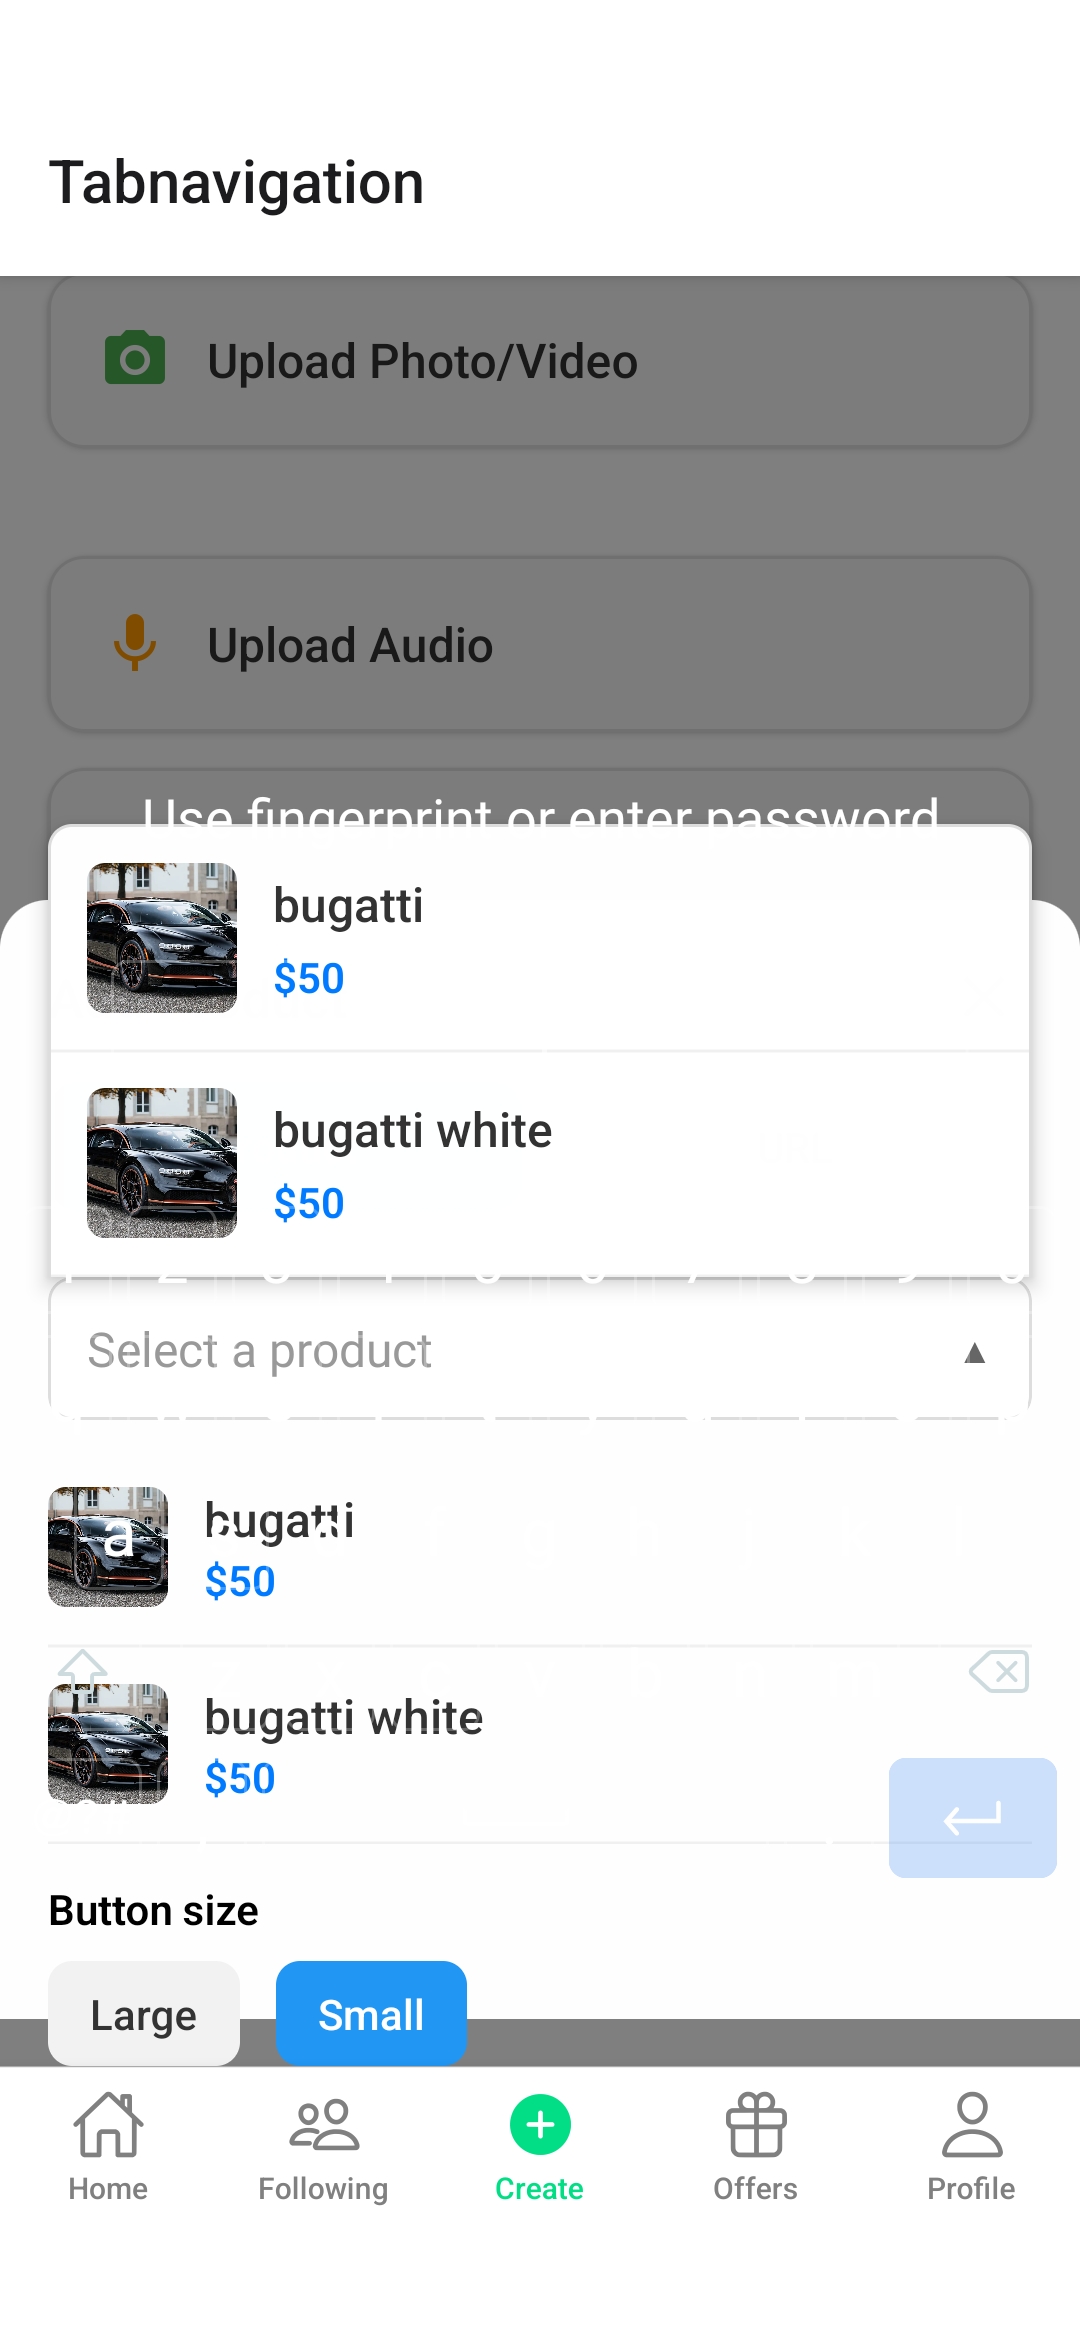 Tabnavigation
Upload Photo/Video
Upload Audio
Use fingerprint or enter password
bugatti
$50
bugatti white
$50
Select a product
bugatti
a
$50
bugatti white
$50
Button size
Large
Small
Home
Following
Create
Offers
Profile